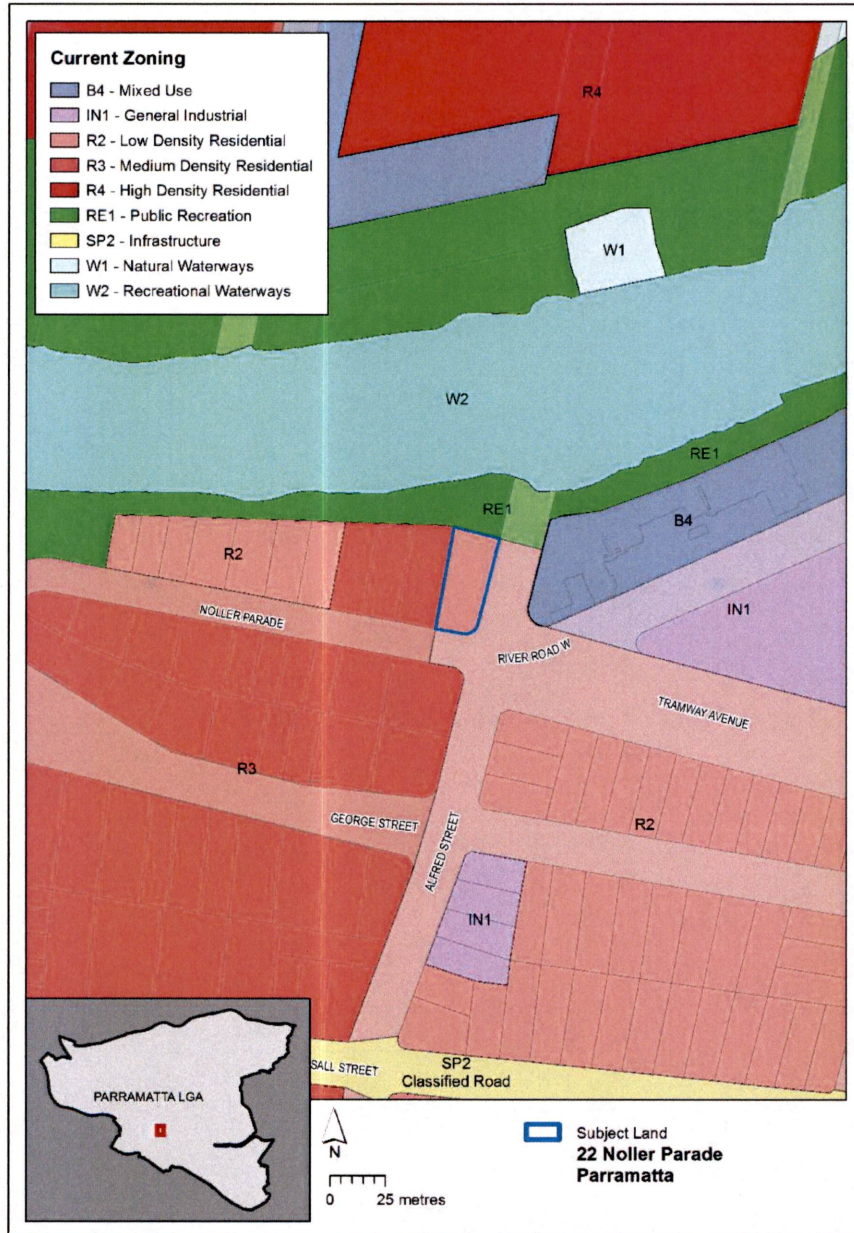 Current Zoning
B4 - Mixed Use
IN1 - General Industrial
R2 - Low Density Residential
R3 - Medium Density Residential
R4 - High Density Residential
RE1 - Public Recreation
SP2 - Infrastructure
W1 - Natural Waterways
W2 - Recreational Waterways
R4
W1
W2
RE1
RE1
B4
R2
IN1
NOLLER PARADE
RIVER ROAD W
TRAMWAY AVENUE
R3
GEORGE STREET
R2
ALFRED STREET
IN1
SALL STREET
SP2
Classified Road
PARRAMATTA LGA
N
0 25 metres
Subject Land
22 Noller Parade
Parramatta